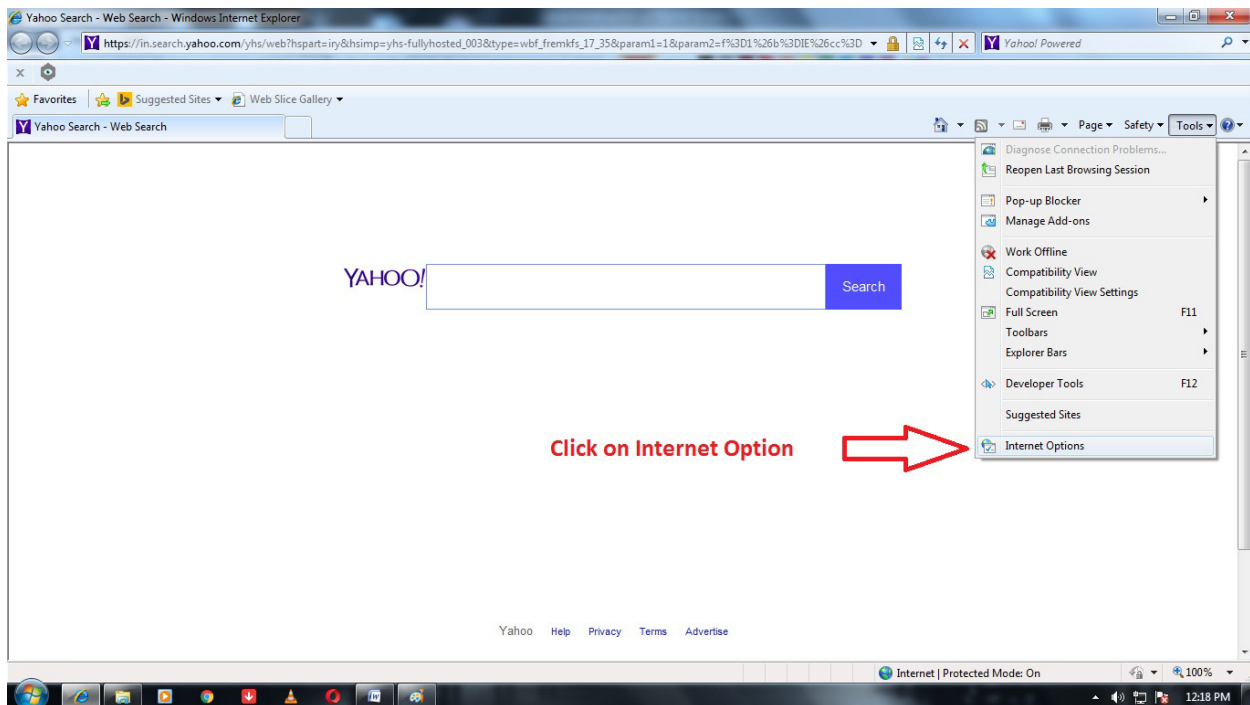 Yahoo Search - Web Search - Windows Internet Explorer
https://in.search.yahoo.com/yhs/web?hspart=iry&hsimp=yhs-fullyhosted_003&type=wbf_fremkfs_17_35&param1=1&param2=f%3D1%26b%3DIE%26cc%3D
Yahoo! Powered
Favorites Suggested Sites Web Slice Gallery
Yahoo Search - Web Search
Page Safety Tools
Diagnose Connection Problems...
Reopen Last Browsing Session
Pop-up Blocker
Manage Add-ons
Work Offline
Compatibility View
Compatibility View Settings
Full Screen F11
Toolbars
Explorer Bars
Developer Tools F12
Suggested Sites
Internet Options
YAHOO! Search
Click on Internet Option
Yahoo Help Privacy Terms Advertise
Internet | Protected Mode: On 100%
12:18 PM